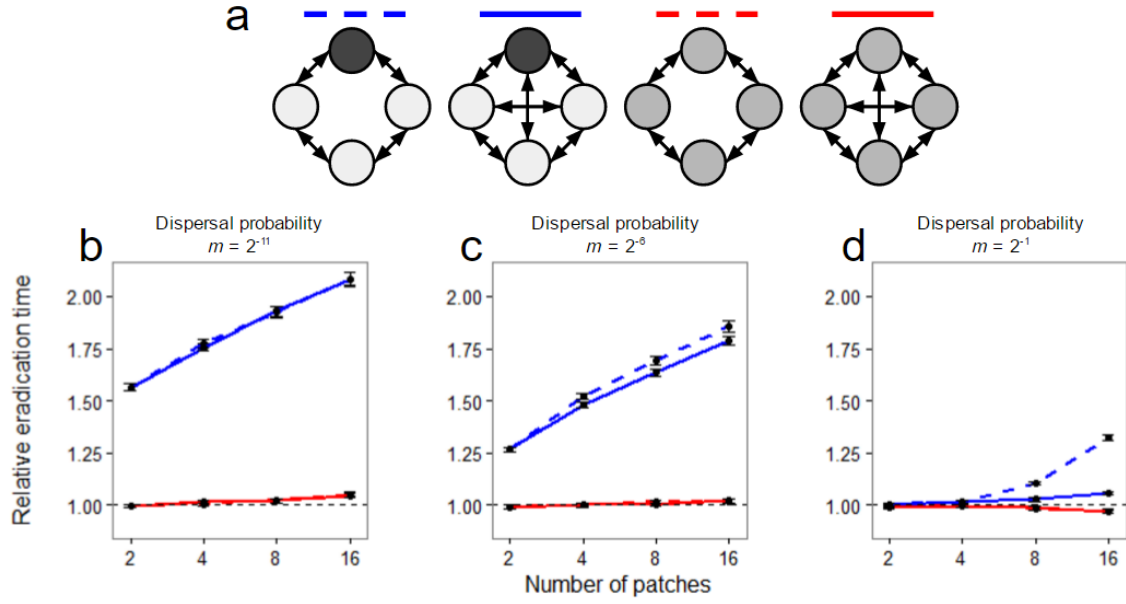 a
b
Dispersal probability
m = 2⁻¹¹
c
Dispersal probability
m = 2⁻⁶
d
Dispersal probability
m = 2⁻¹
Relative eradication time
2.00
1.75
1.50
1.25
1.00
2 4 8 16
2.00
1.75
1.50
1.25
1.00
2 4 8 16
2.00
1.75
1.50
1.25
1.00
2 4 8 16
Number of patches